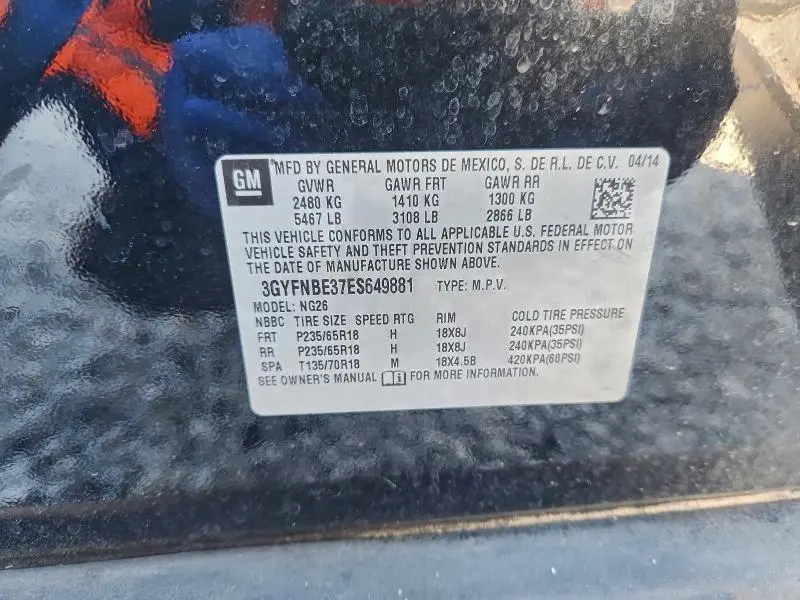 GM
MFD BY GENERAL MOTORS DE MEXICO, S. DE R.L. DE C.V. 04/14
GVWR GAWR FRT GAWR RR
2480 KG 1410 KG 1300 KG
5467 LB 3108 LB 2866 LB
THIS VEHICLE CONFORMS TO ALL APPLICABLE U.S. FEDERAL MOTOR
VEHICLE SAFETY AND THEFT PREVENTION STANDARDS IN EFFECT ON
THE DATE OF MANUFACTURE SHOWN ABOVE.
3GYFNBE37ES649881 TYPE: M.P.V.
MODEL: NG26
NBBC TIRE SIZE SPEED RTG RIM COLD TIRE PRESSURE
FRT P235/65R18 H 18X8J 240KPA(35PSI)
RR P235/65R18 H 18X8J 240KPA(35PSI)
SPA T135/70R18 M 18X4.5B 420KPA(60PSI)
SEE OWNER'S MANUAL FOR MORE INFORMATION.